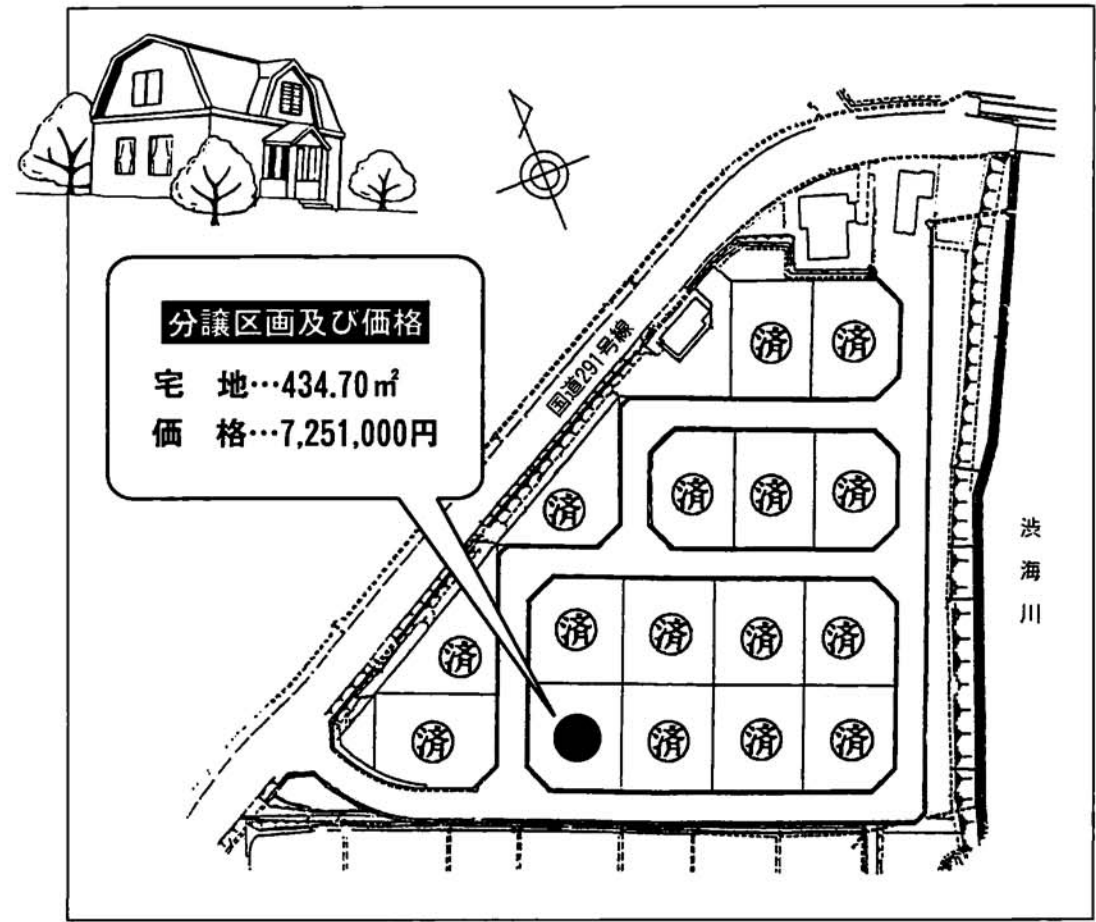 分譲区画及び価格
宅　地…434.70㎡
価　格…7,251,000円
国道291号線
済 済
済 済 済
済
済 済 済 済
済
済 済 済 済
渋海川